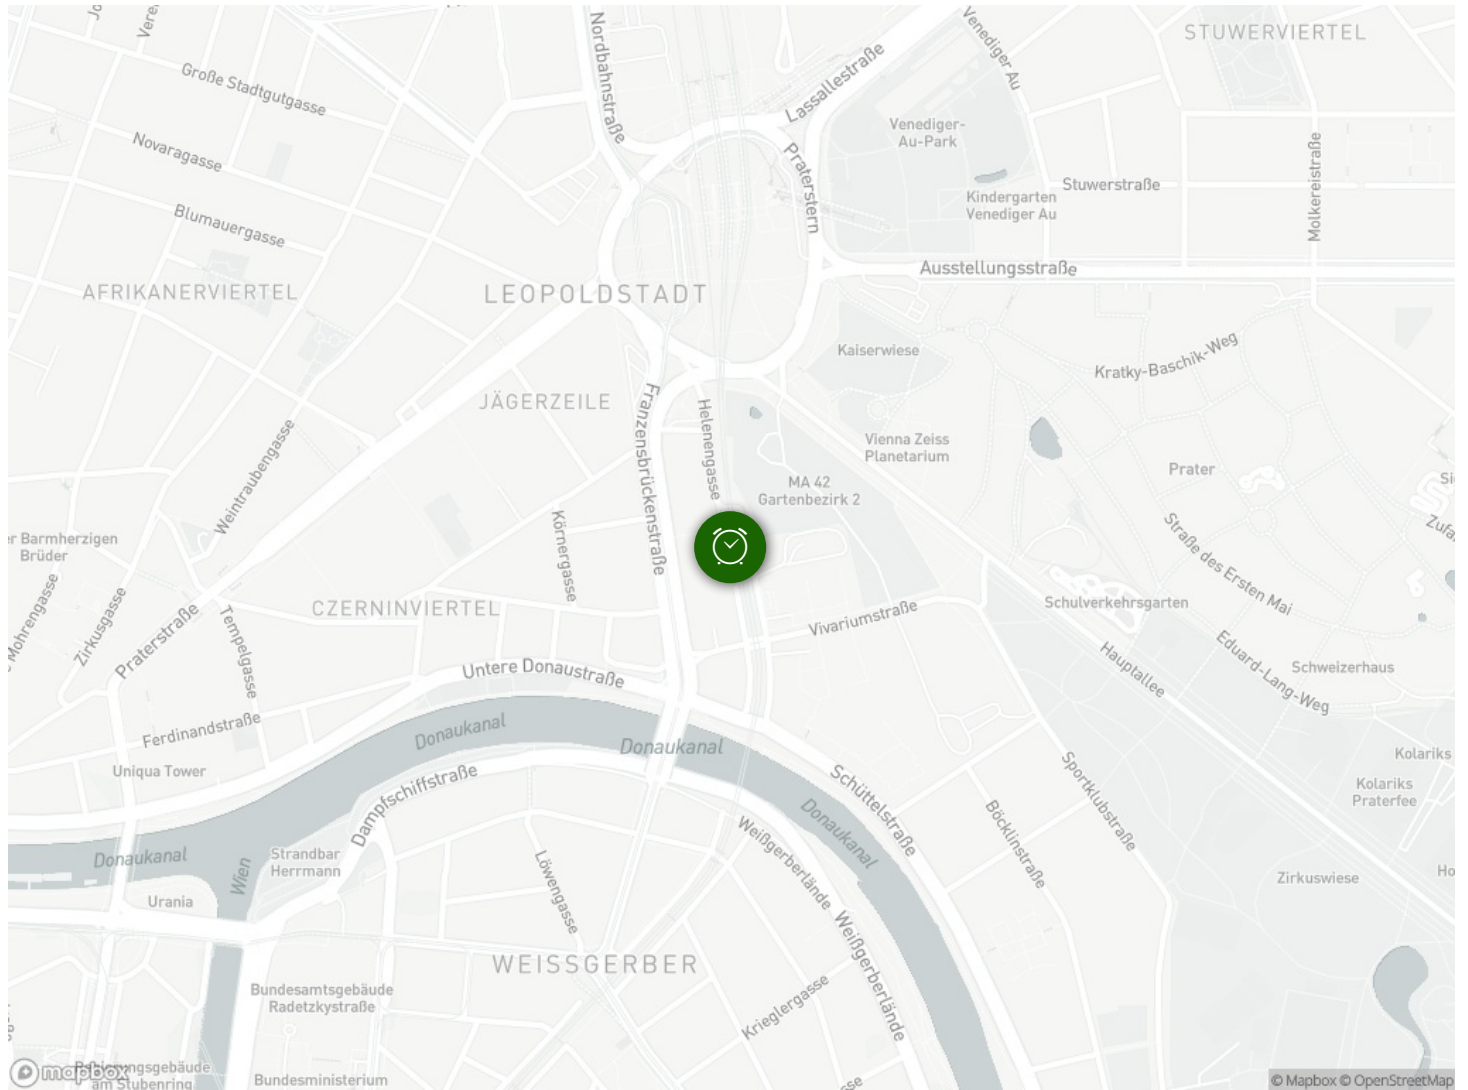 STUWERVIERTEL
Venediger Au
Nordbahnstraße
Lassallestraße
Große Stadtgutgasse
Novaragasse
Venediger-
Au-Park
Praterstern
Molkereistraße
Stuwerstraße
Kindergarten
Venediger Au
Blumauergasse
Ausstellungsstraße
AFRIKANERVIERTEL
LEOPOLDSTADT
Kaiserwiese
Kratky-Baschik-Weg
JÄGERZEILE
Franzensbrückenstraße
Helenengasse
Vienna Zeiss
Planetarium
Prater
Weintraubengasse
MA 42
Gartenbezirk 2
Körnergasse
er Barmherzigen
Brüder
Straße des Ersten Mai
Zirkusgasse
e Mohrengasse
CZERNINVIERTEL
Schulverkehrsgarten
Vivariumstraße
Praterstraße
Tempelgasse
Untere Donaustraße
Hauptallee
Eduard-Lang-Weg
Schweizerhaus
Ferdinandstraße
Donaukanal
Donaukanal
Uniqua Tower
Kolariks
Kolariks
Praterfee
Dampfschiffstraße
Schüttelstraße
Sportklubstraße
Böcklinstraße
Donaukanal
Donaukanal
Wien
Strandbar
Herrmann
Weißgerberlände
Löwengasse
Zirkuswiese
Ho
Urania
Weißgerberlände
WEISSGERBER
Bundesamtsgebäude
Radetzkystraße
Krieglergasse
mapbox
am Stubenring
Bundesministerium
© Mapbox © OpenStreetMap